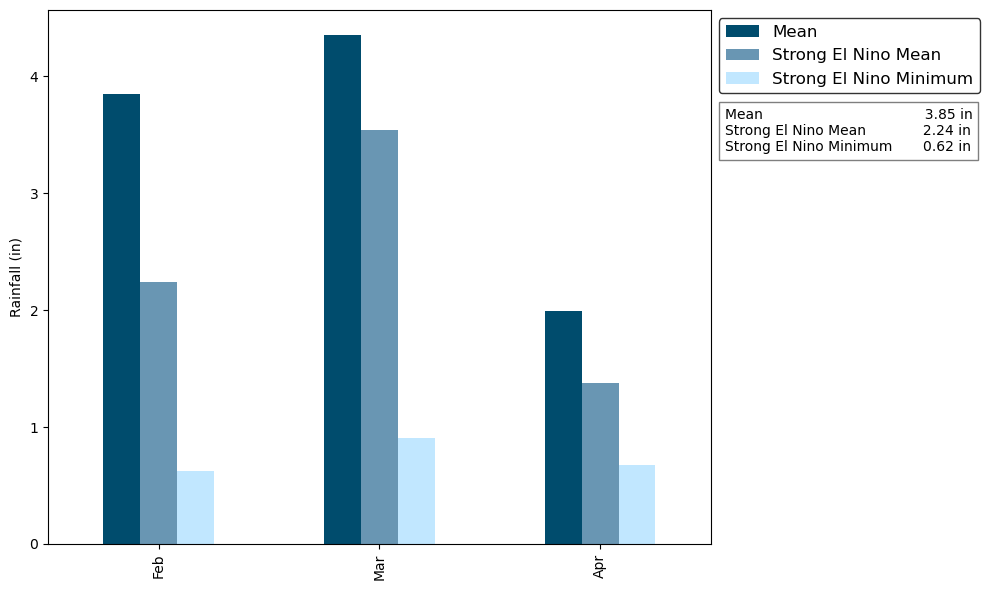 Mean
Strong El Nino Mean
Strong El Nino Minimum
Mean 3.85 in
Strong El Nino Mean 2.24 in
Strong El Nino Minimum 0.62 in
Rainfall (in)
4
3
2
1
0
Feb
Mar
Apr